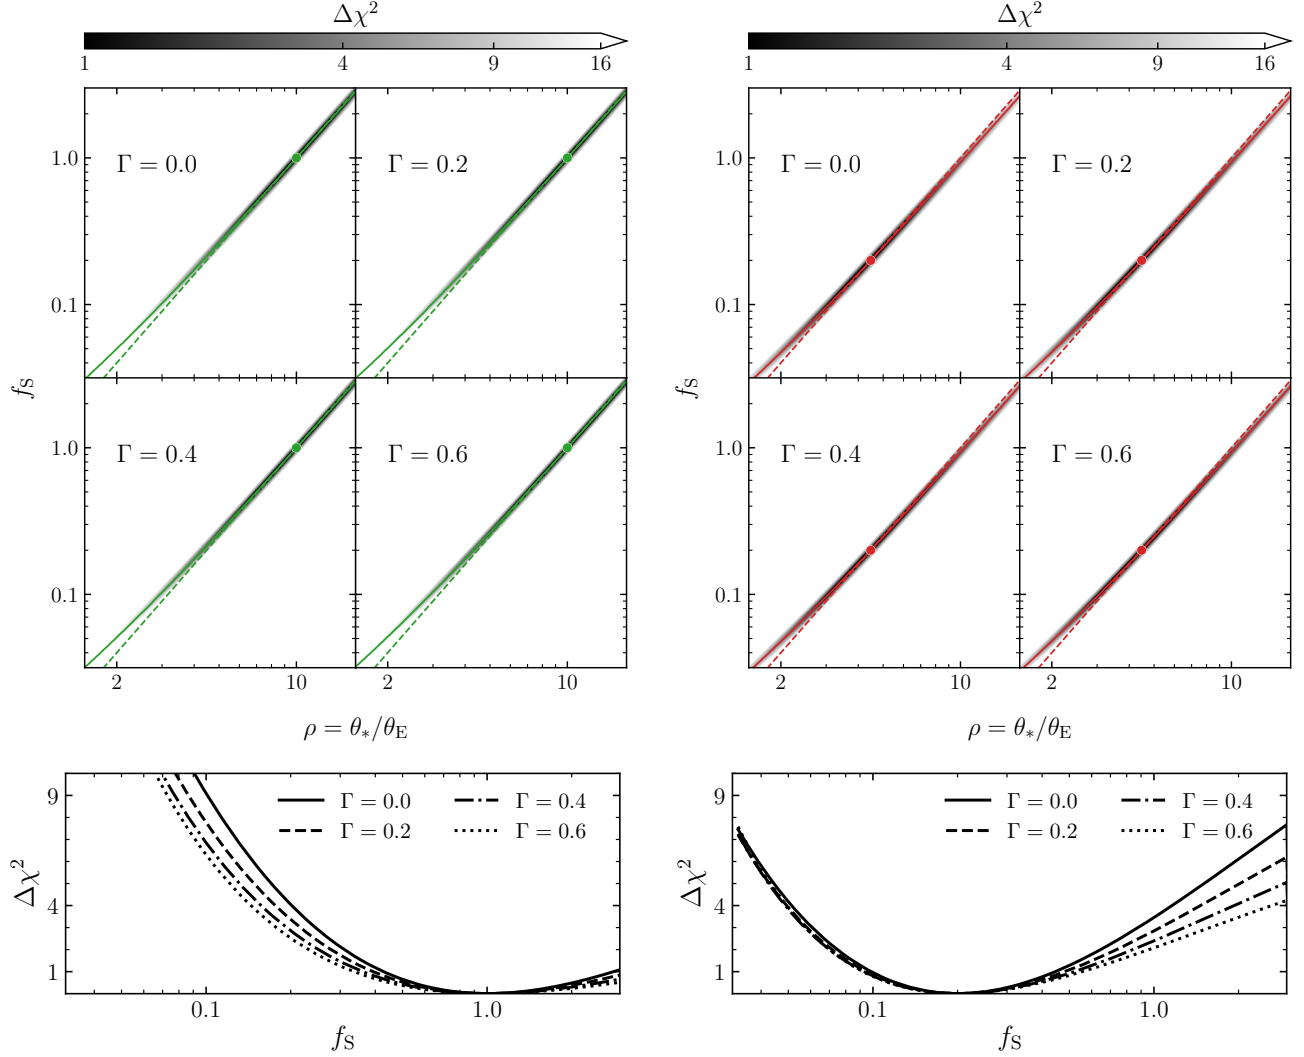 Δχ² Δχ²
1 4 9 16 1 4 9 16
Γ = 0.0 Γ = 0.2 Γ = 0.0 Γ = 0.2
1.0 1.0
0.1 0.1
f_S f_S
Γ = 0.4 Γ = 0.6 Γ = 0.4 Γ = 0.6
1.0 1.0
0.1 0.1
2 10 10 2 10 2 10
ρ = θ_*/θ_E ρ = θ_*/θ_E
9 9
Γ = 0.0 Γ = 0.4 Γ = 0.0 Γ = 0.4
Γ = 0.2 Γ = 0.6 Γ = 0.2 Γ = 0.6
Δχ² Δχ²
4 4
1 1
0.1 1.0 0.1 1.0
f_S f_S